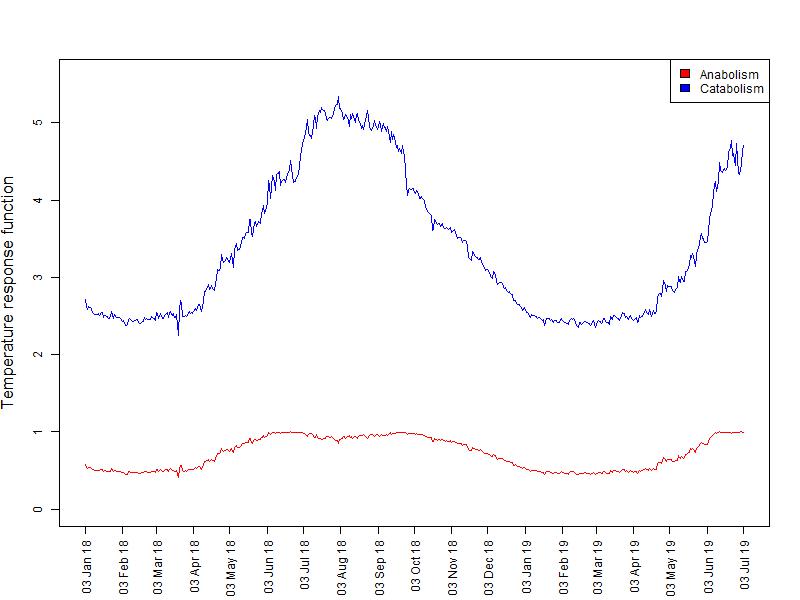 Anabolism
Catabolism
Temperature response function
5
4
3
2
1
0
03 Jan 18
03 Feb 18
03 Mar 18
03 Apr 18
03 May 18
03 Jun 18
03 Jul 18
03 Aug 18
03 Sep 18
03 Oct 18
03 Nov 18
03 Dec 18
03 Jan 19
03 Feb 19
03 Mar 19
03 Apr 19
03 May 19
03 Jun 19
03 Jul 19